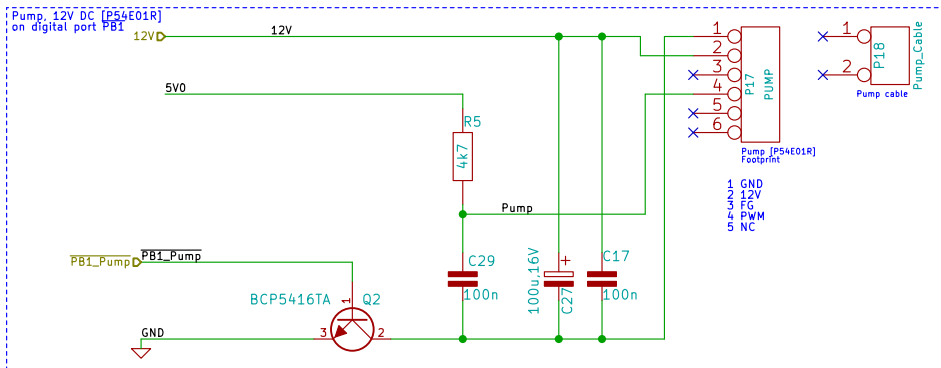 Pump, 12V DC [P54E01R]
on digital port PB1
12V
12V
5V0
R5
4k7
Pump
PB1_Pump
PB1_Pump
BCP5416TA
Q2
1
3
2
GND
C29
100n
100u,16V
+
C27
C17
100n
1
2
3
4
5
6
P17
PUMP
Pump [P54E01R]
Footprint
1 GND
2 12V
3 FG
4 PWM
5 NC
1
2
P18
Pump_Cable
Pump cable